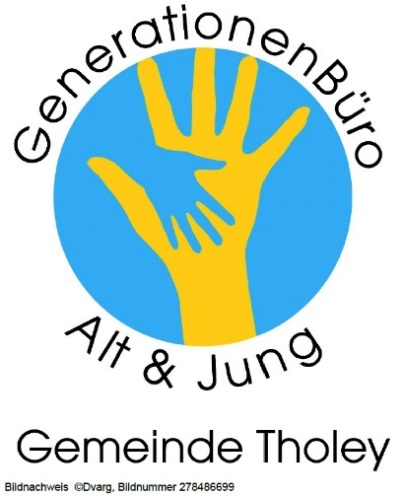 GenerationenBüro
Alt & Jung
Gemeinde Tholey
Bildnachweis ©Dvarg, Bildnummer 278486699